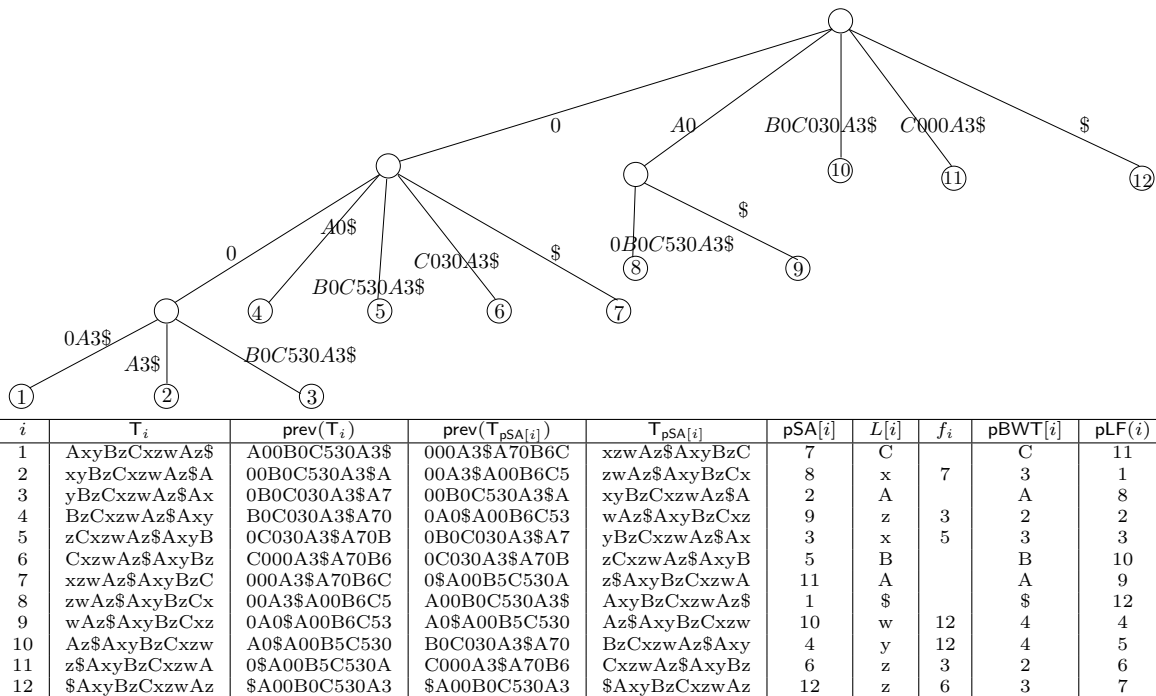 0
A0
B0C030A3$
C000A3$
$
10
11
12
0
A0$
B0C530A3$
C030A3$
$
0B0C530A3$
$
8
9
0A3$
A3$
B0C530A3$
4
5
6
7
1
2
3
i T_i prev(T_i) prev(T_pSA[i]) T_pSA[i] pSA[i] L[i] f_i pBWT[i] pLF(i)
1 AxyBzCxzwAz$ A00B0C530A3$ 000A3$A70B6C xzwAz$AxyBzC 7 C C 11
2 xyBzCxzwAz$A 00B0C530A3$A 00A3$A00B6C5 zwAz$AxyBzCx 8 x 7 3 1
3 yBzCxzwAz$Ax 0B0C030A3$A7 00B0C530A3$A xyBzCxzwAz$A 2 A A 8
4 BzCxzwAz$Axy B0C030A3$A70 0A0$A00B6C53 wAz$AxyBzCxz 9 z 3 2 2
5 zCxzwAz$AxyB 0C030A3$A70B 0B0C030A3$A7 yBzCxzwAz$Ax 3 x 5 3 3
6 CxzwAz$AxyBz C000A3$A70B6 0C030A3$A70B zCxzwAz$AxyB 5 B B 10
7 xzwAz$AxyBzC 000A3$A70B6C 0$A00B5C530A z$AxyBzCxzwA 11 A A 9
8 zwAz$AxyBzCx 00A3$A00B6C5 A00B0C530A3$ AxyBzCxzwAz$ 1 $ $ 12
9 wAz$AxyBzCxz 0A0$A00B6C53 A0$A00B5C530 Az$AxyBzCxzw 10 w 12 4 4
10 Az$AxyBzCxzw A0$A00B5C530 B0C030A3$A70 BzCxzwAz$Axy 4 y 12 4 5
11 z$AxyBzCxzwA 0$A00B5C530A C000A3$A70B6 CxzwAz$AxyBz 6 z 3 2 6
12 $AxyBzCxzwAz $A00B0C530A3 $A00B0C530A3 $AxyBzCxzwAz 12 z 6 3 7